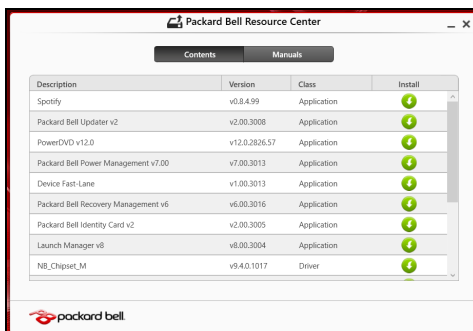 Packard Bell Resource Center
Contents Manuals
Description Version Class Install
Spotify v0.8.4.99 Application
Packard Bell Updater v2 v2.00.3008 Application
PowerDVD v12.0 v12.0.2826.57 Application
Packard Bell Power Management v7.00 v7.00.3013 Application
Device Fast-Lane v1.00.3013 Application
Packard Bell Recovery Management v6 v6.00.3016 Application
Packard Bell Identity Card v2 v2.00.3005 Application
Launch Manager v8 v8.00.3004 Application
NB_Chipset_M v9.4.0.1017 Driver
packard bell.